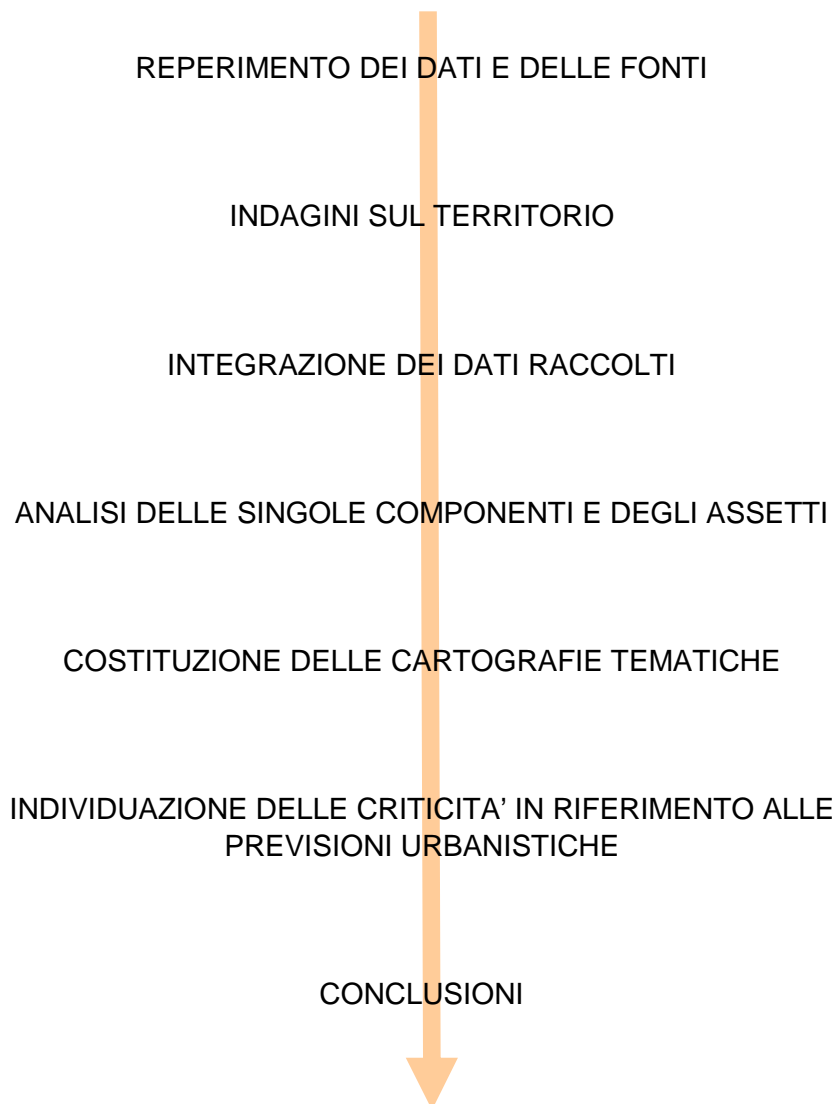 REPERIMENTO DEI DATI E DELLE FONTI
INDAGINI SUL TERRITORIO
INTEGRAZIONE DEI DATI RACCOLTI
ANALISI DELLE SINGOLE COMPONENTI E DEGLI ASSETTI
COSTITUZIONE DELLE CARTOGRAFIE TEMATICHE
INDIVIDUAZIONE DELLE CRITICITA’ IN RIFERIMENTO ALLE
PREVISIONI URBANISTICHE
CONCLUSIONI